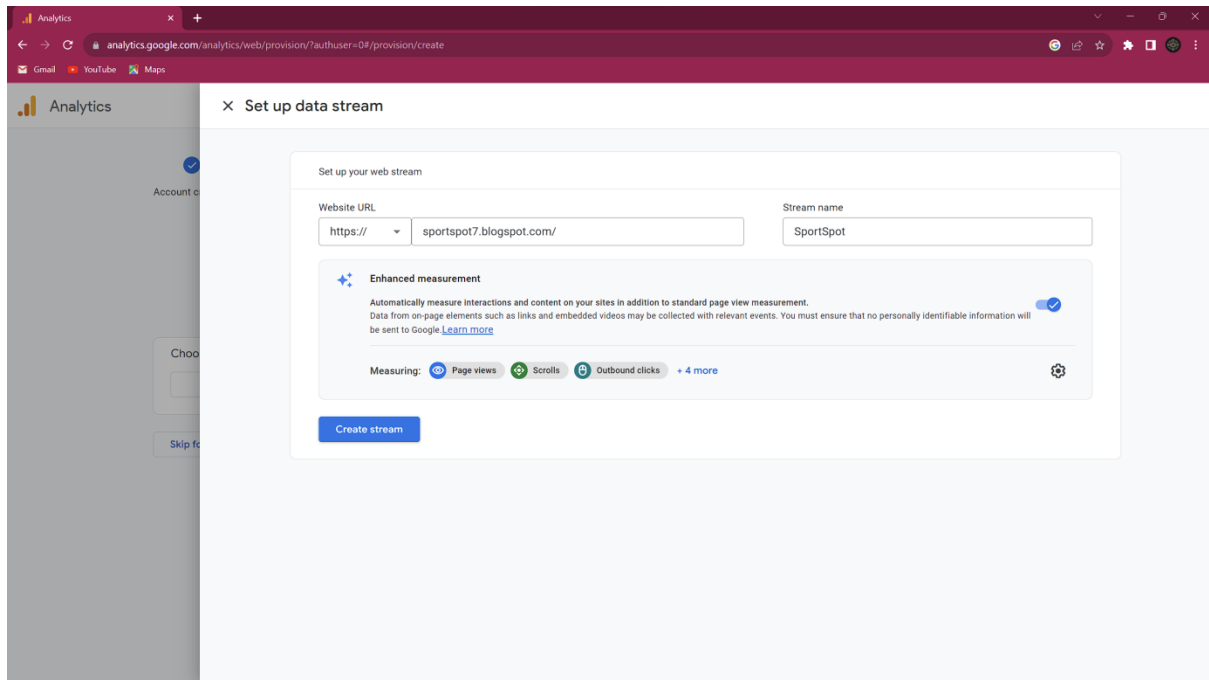 Analytics
analytics.google.com/analytics/web/provision/?authuser=0#/provision/create
Gmail YouTube Maps
Analytics
Set up data stream
Account c
Choo
Skip fo
Set up your web stream
Website URL
https:// sportspot7.blogspot.com/
Stream name
SportSpot
Enhanced measurement
Automatically measure interactions and content on your sites in addition to standard page view measurement.
Data from on-page elements such as links and embedded videos may be collected with relevant events. You must ensure that no personally identifiable information will
be sent to Google.Learn more
Measuring: Page views Scrolls Outbound clicks + 4 more
Create stream